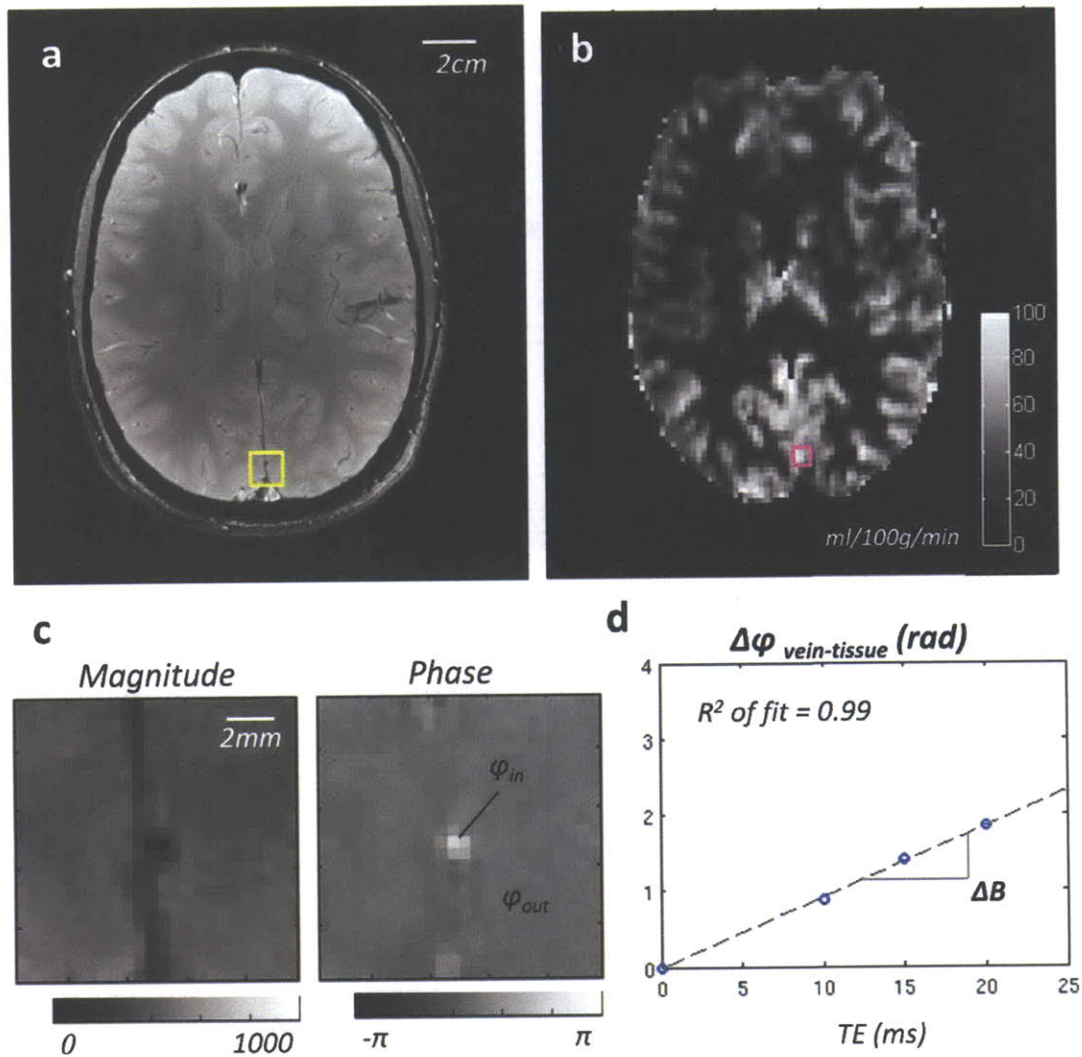 a
2cm
b
100
80
60
40
20
0
ml/100g/min
c
Magnitude
2mm
0
1000
Phase
φin
φout
-π
π
d
Δφ vein-tissue (rad)
R² of fit = 0.99
ΔB
4
3
2
1
0
0 5 10 15 20 25
TE (ms)